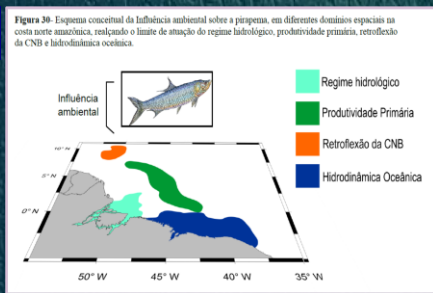 Figura 30- Esquema conceitual da Influência ambiental sobre a pirapema, em diferentes domínios espaciais na
costa norte amazônica, realçando o limite de atuação do regime hidrológico, produtividade primária, retroflexão
da CNB e hidrodinâmica oceânica.
Influência
ambiental
Regime hidrológico
Produtividade Primária
Retroflexão da CNB
Hidrodinâmica Oceânica
10° N
5° N
0° N
50° W
45° W
40° W
35° W